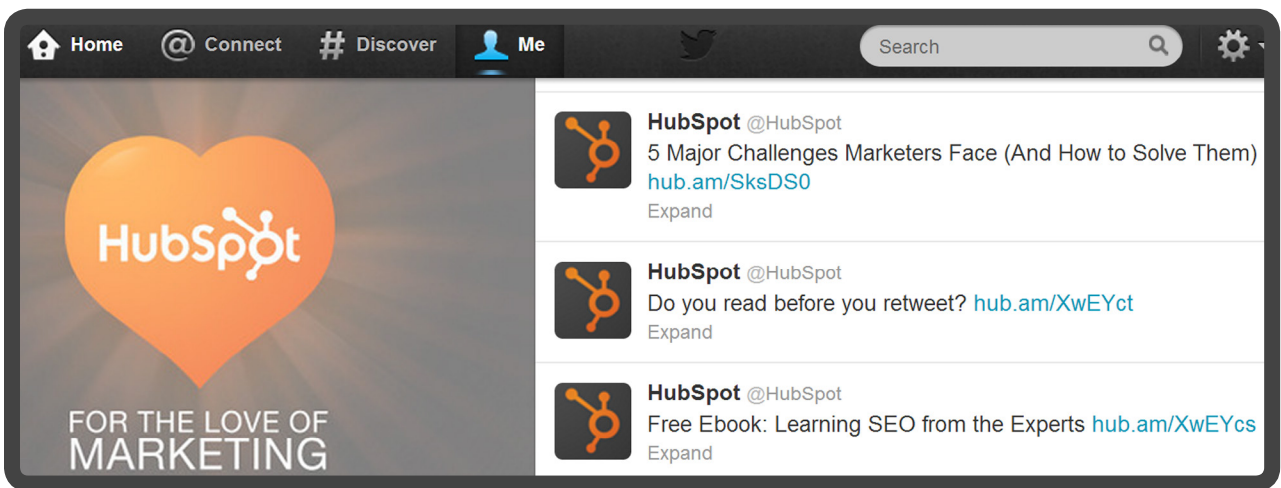 Home @ Connect # Discover Me Search
HubSpot
FOR THE LOVE OF
MARKETING
HubSpot @HubSpot
5 Major Challenges Marketers Face (And How to Solve Them)
hub.am/SksDS0
Expand
HubSpot @HubSpot
Do you read before you retweet? hub.am/XwEYct
Expand
HubSpot @HubSpot
Free Ebook: Learning SEO from the Experts hub.am/XwEYcs
Expand